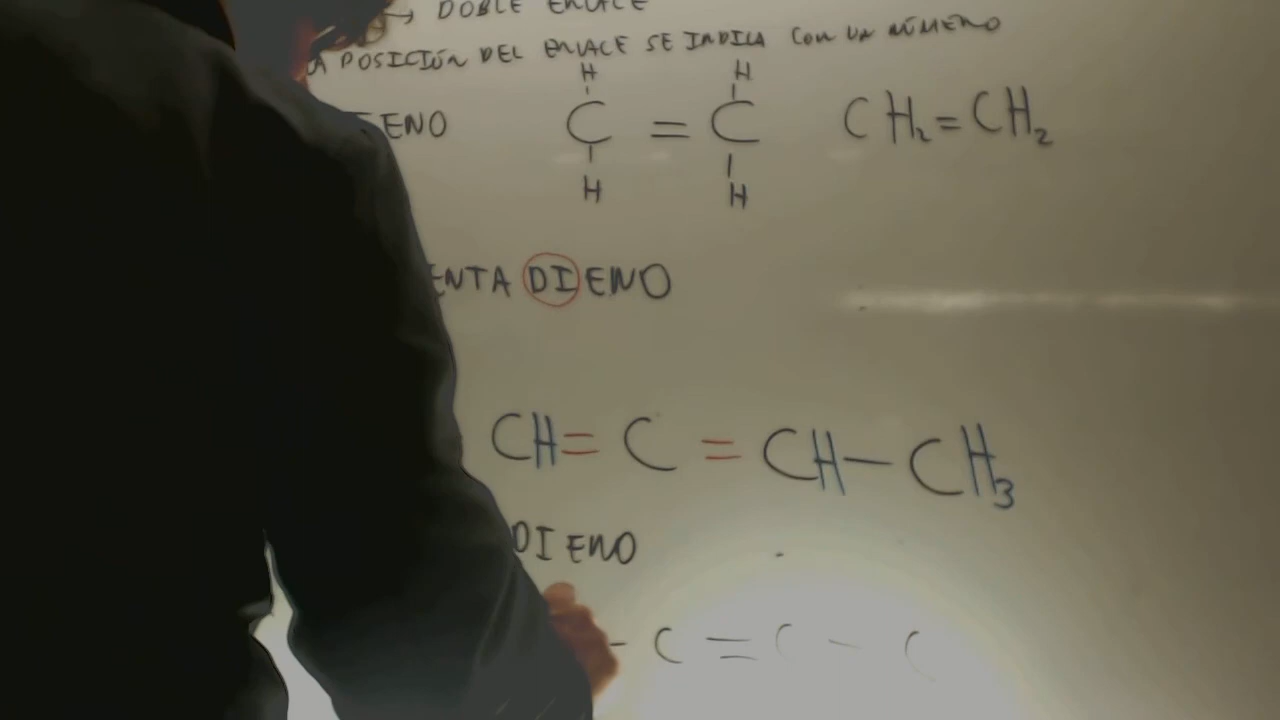 → DOBLE ENLACE
A POSICIÓN DEL ENLACE SE INDICA CON UN NÚMERO
H H
ENO C = C CH2=CH2
H H
ENTA DIENO
CH = C = CH - CH3
DIENO
- C = C - C